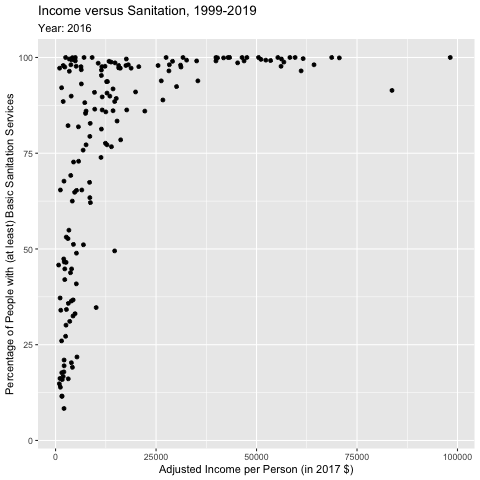 Income versus Sanitation, 1999-2019
Year: 2016
100
75
50
25
0
Percentage of People with (at least) Basic Sanitation Services
0 25000 50000 75000 100000
Adjusted Income per Person (in 2017 $)